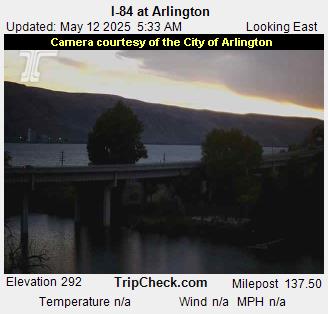 I-84 at Arlington
Updated: May 12 2025 5:33 AM Looking East
Camera courtesy of the City of Arlington
Elevation 292 TripCheck.com Milepost 137.50
Temperature n/a Wind n/a MPH n/a